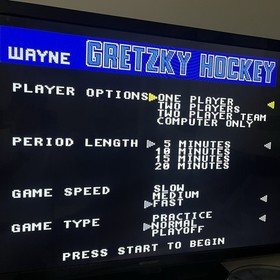 WAYNE GRETZKY HOCKEY
PLAYER OPTIONS ONE PLAYER
TWO PLAYERS
TWO PLAYER TEAM
COMPUTER ONLY
PERIOD LENGTH 5 MINUTES
10 MINUTES
15 MINUTES
20 MINUTES
GAME SPEED SLOW
MEDIUM
FAST
GAME TYPE PRACTICE
NORMAL
PLAYOFF
PRESS START TO BEGIN